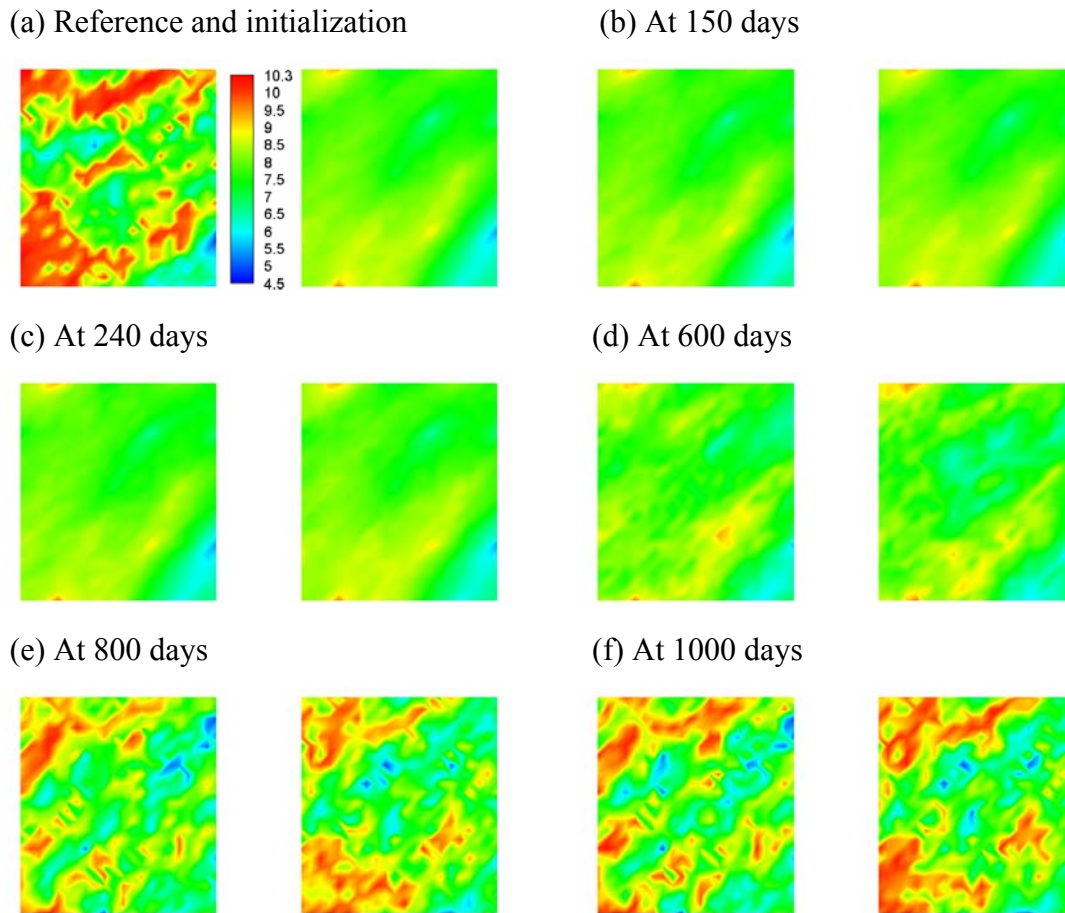 (a) Reference and initialization
(b) At 150 days
10.3
10
9.5
9
8.5
8
7.5
7
6.5
6
5.5
5
4.5
(c) At 240 days
(d) At 600 days
(e) At 800 days
(f) At 1000 days